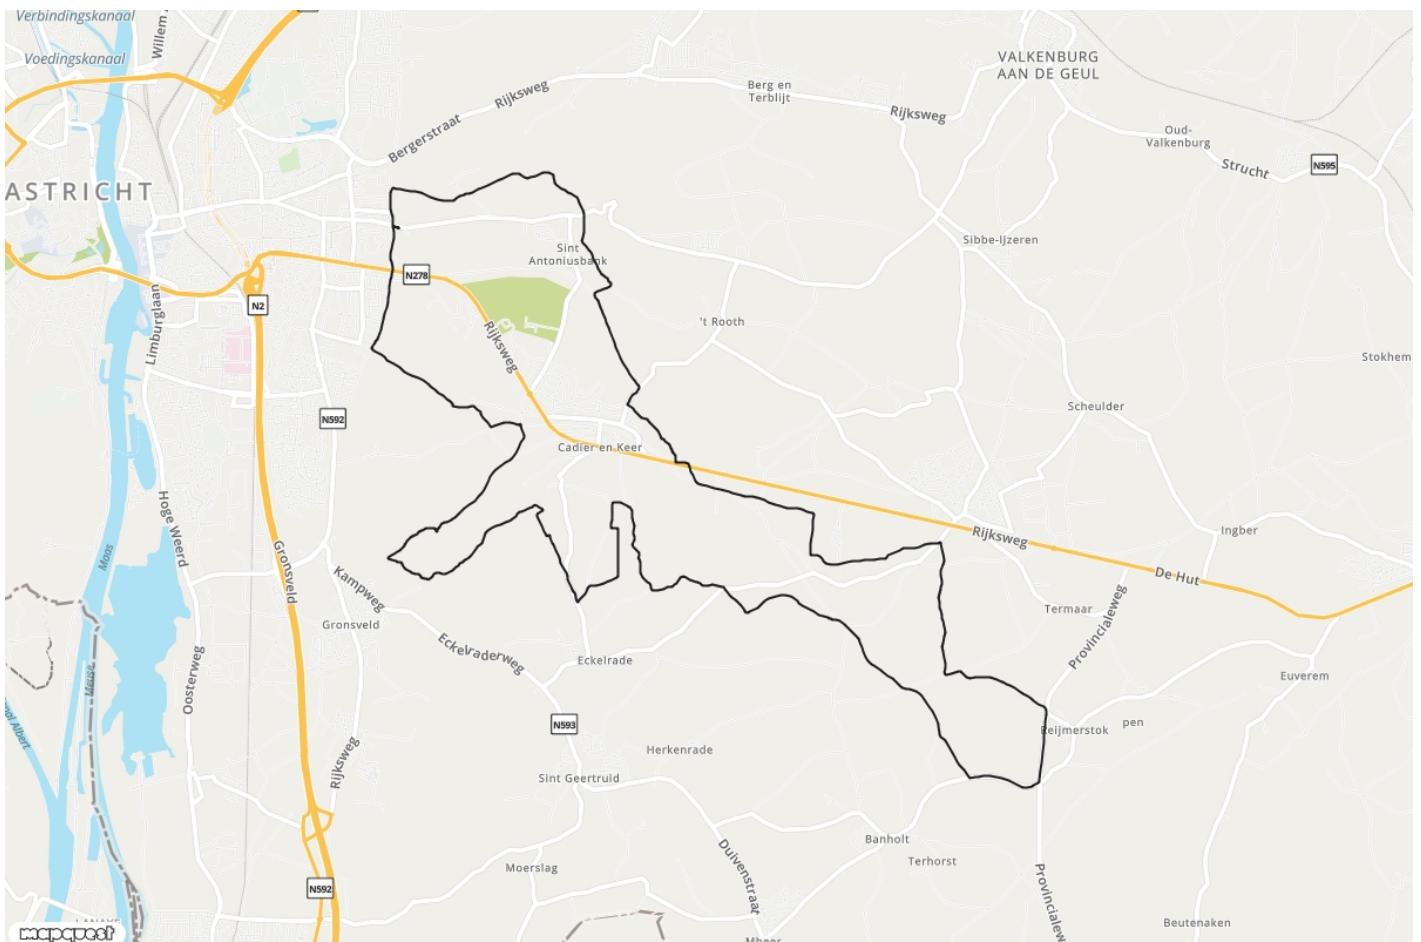 Verbindingskanaal
Willem
Voedingskanaal
VALKENBURG
AAN DE GEUL
Rijksweg
Berg en
Terblijt
Rijksweg
Bergerstraat
Oud-
Valkenburg
Strucht
N595
ASTRICHT
Sibbe-IJzeren
Sint
Antoniusbank
N278
N2
Limburglaan
Rijksweg
't Rooth
Stokhem
Scheulder
N592
Cadier en Keer
Hoge Weerd
Maas
Gronsveld
Rijksweg
Ingber
De Hut
Kampweg
Termaar
Provincialeweg
Gronsveld
Eckelraderweg
Eckelrade
Oosterweg
Meuse
Euverem
N593
Reijmerstok
pen
Herkenrade
Rijksweg
Sint Geertruid
Banholt
Terhorst
Duivenstraat
Moerslag
N592
Provincialew
Beutenaken
Mheer
LANAYE
mapquest